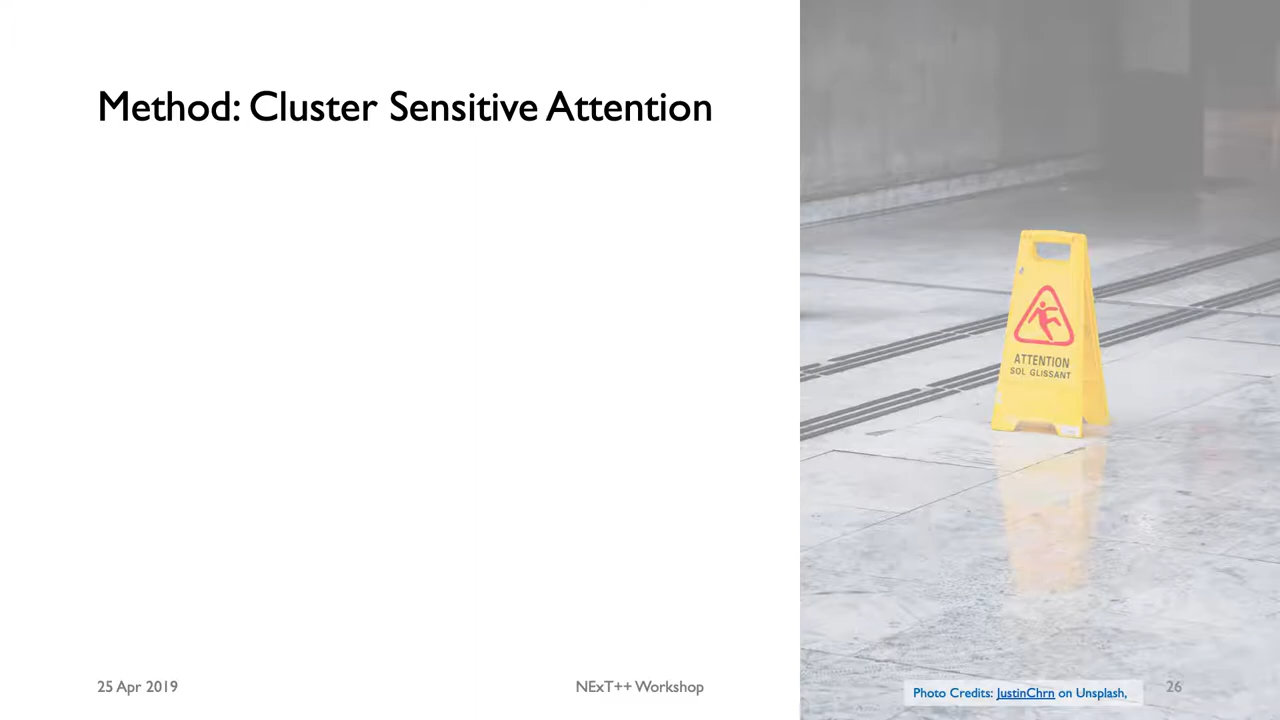 Method: Cluster Sensitive Attention
ATTENTION
SOL GLISSANT
25 Apr 2019
NExT++ Workshop
Photo Credits: JustinChrn on Unsplash,
26